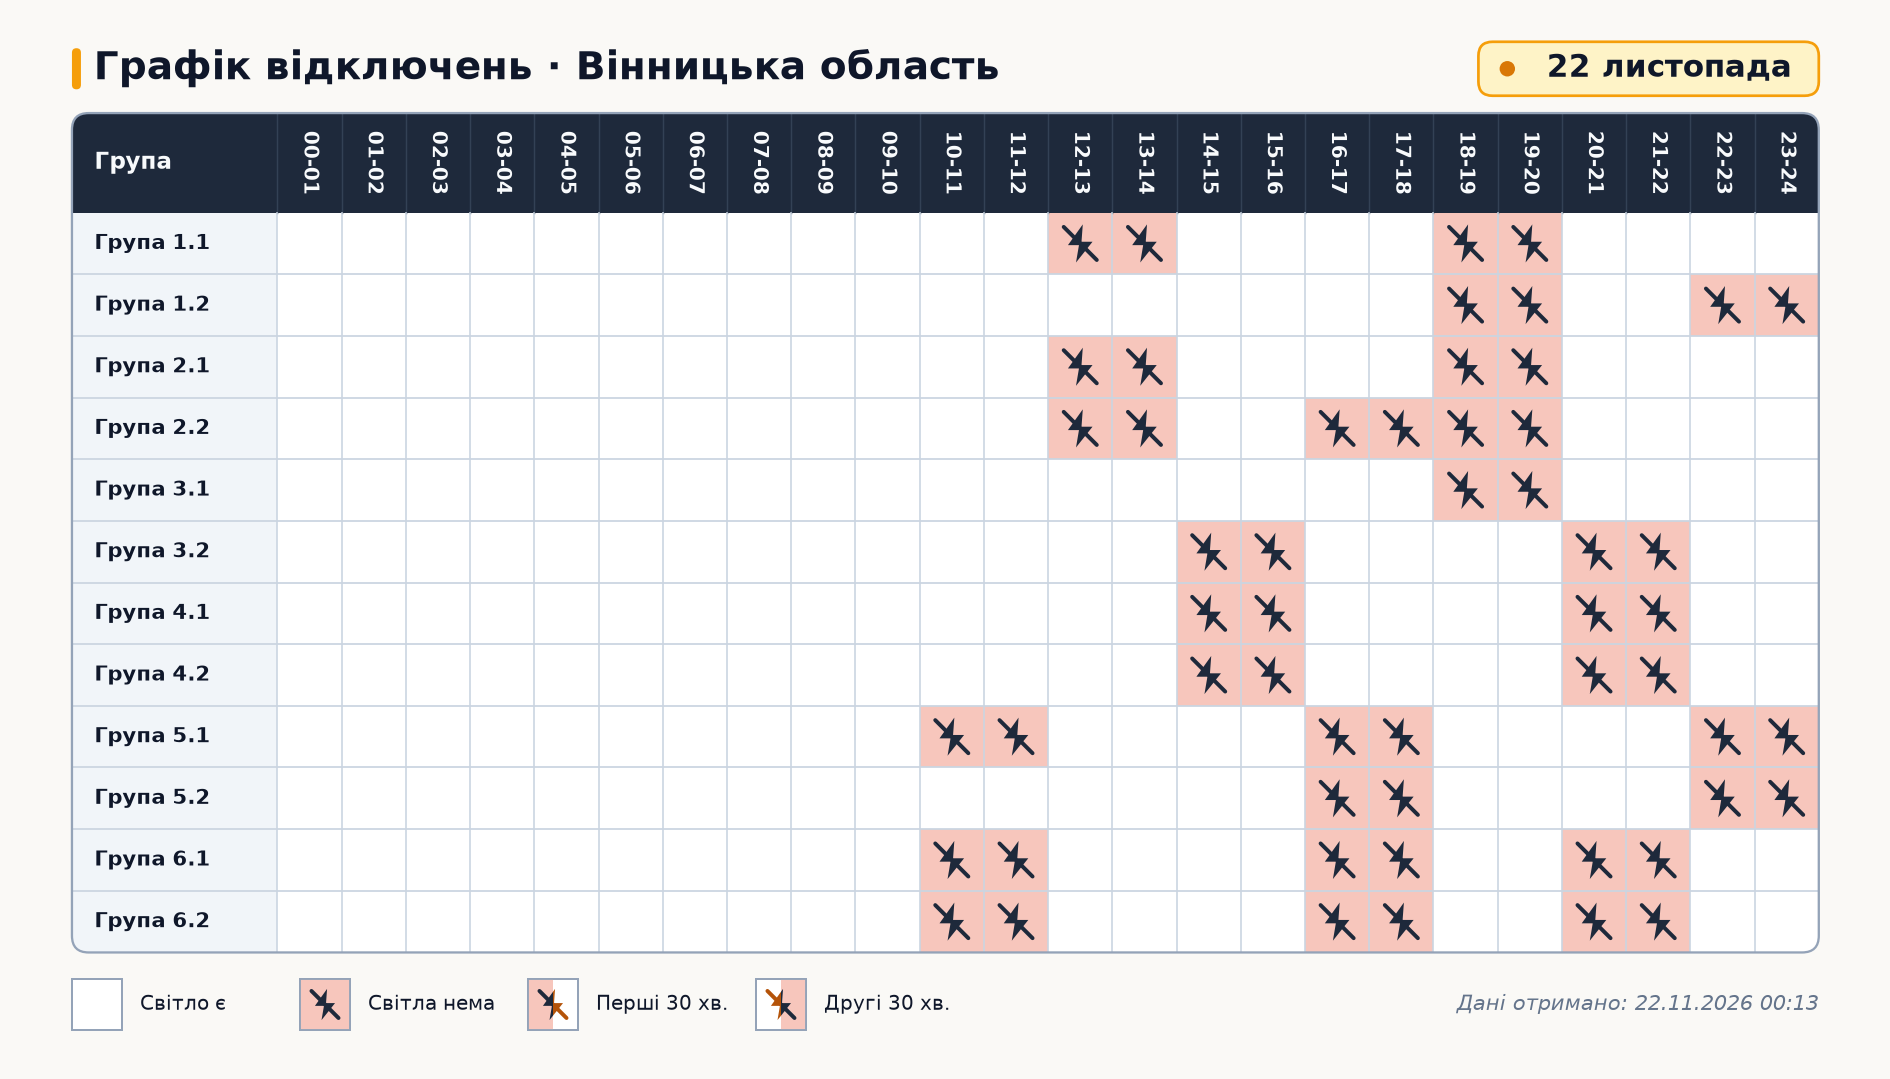 Графік відключень · Вінницька область
22 листопада
Група 00-01 01-02 02-03 03-04 04-05 05-06 06-07 07-08 08-09 09-10 10-11 11-12 12-13 13-14 14-15 15-16 16-17 17-18 18-19 19-20 20-21 21-22 22-23 23-24
Група 1.1
Група 1.2
Група 2.1
Група 2.2
Група 3.1
Група 3.2
Група 4.1
Група 4.2
Група 5.1
Група 5.2
Група 6.1
Група 6.2
Світло є Світла нема Перші 30 хв. Другі 30 хв. Дані отримано: 22.11.2026 00:13